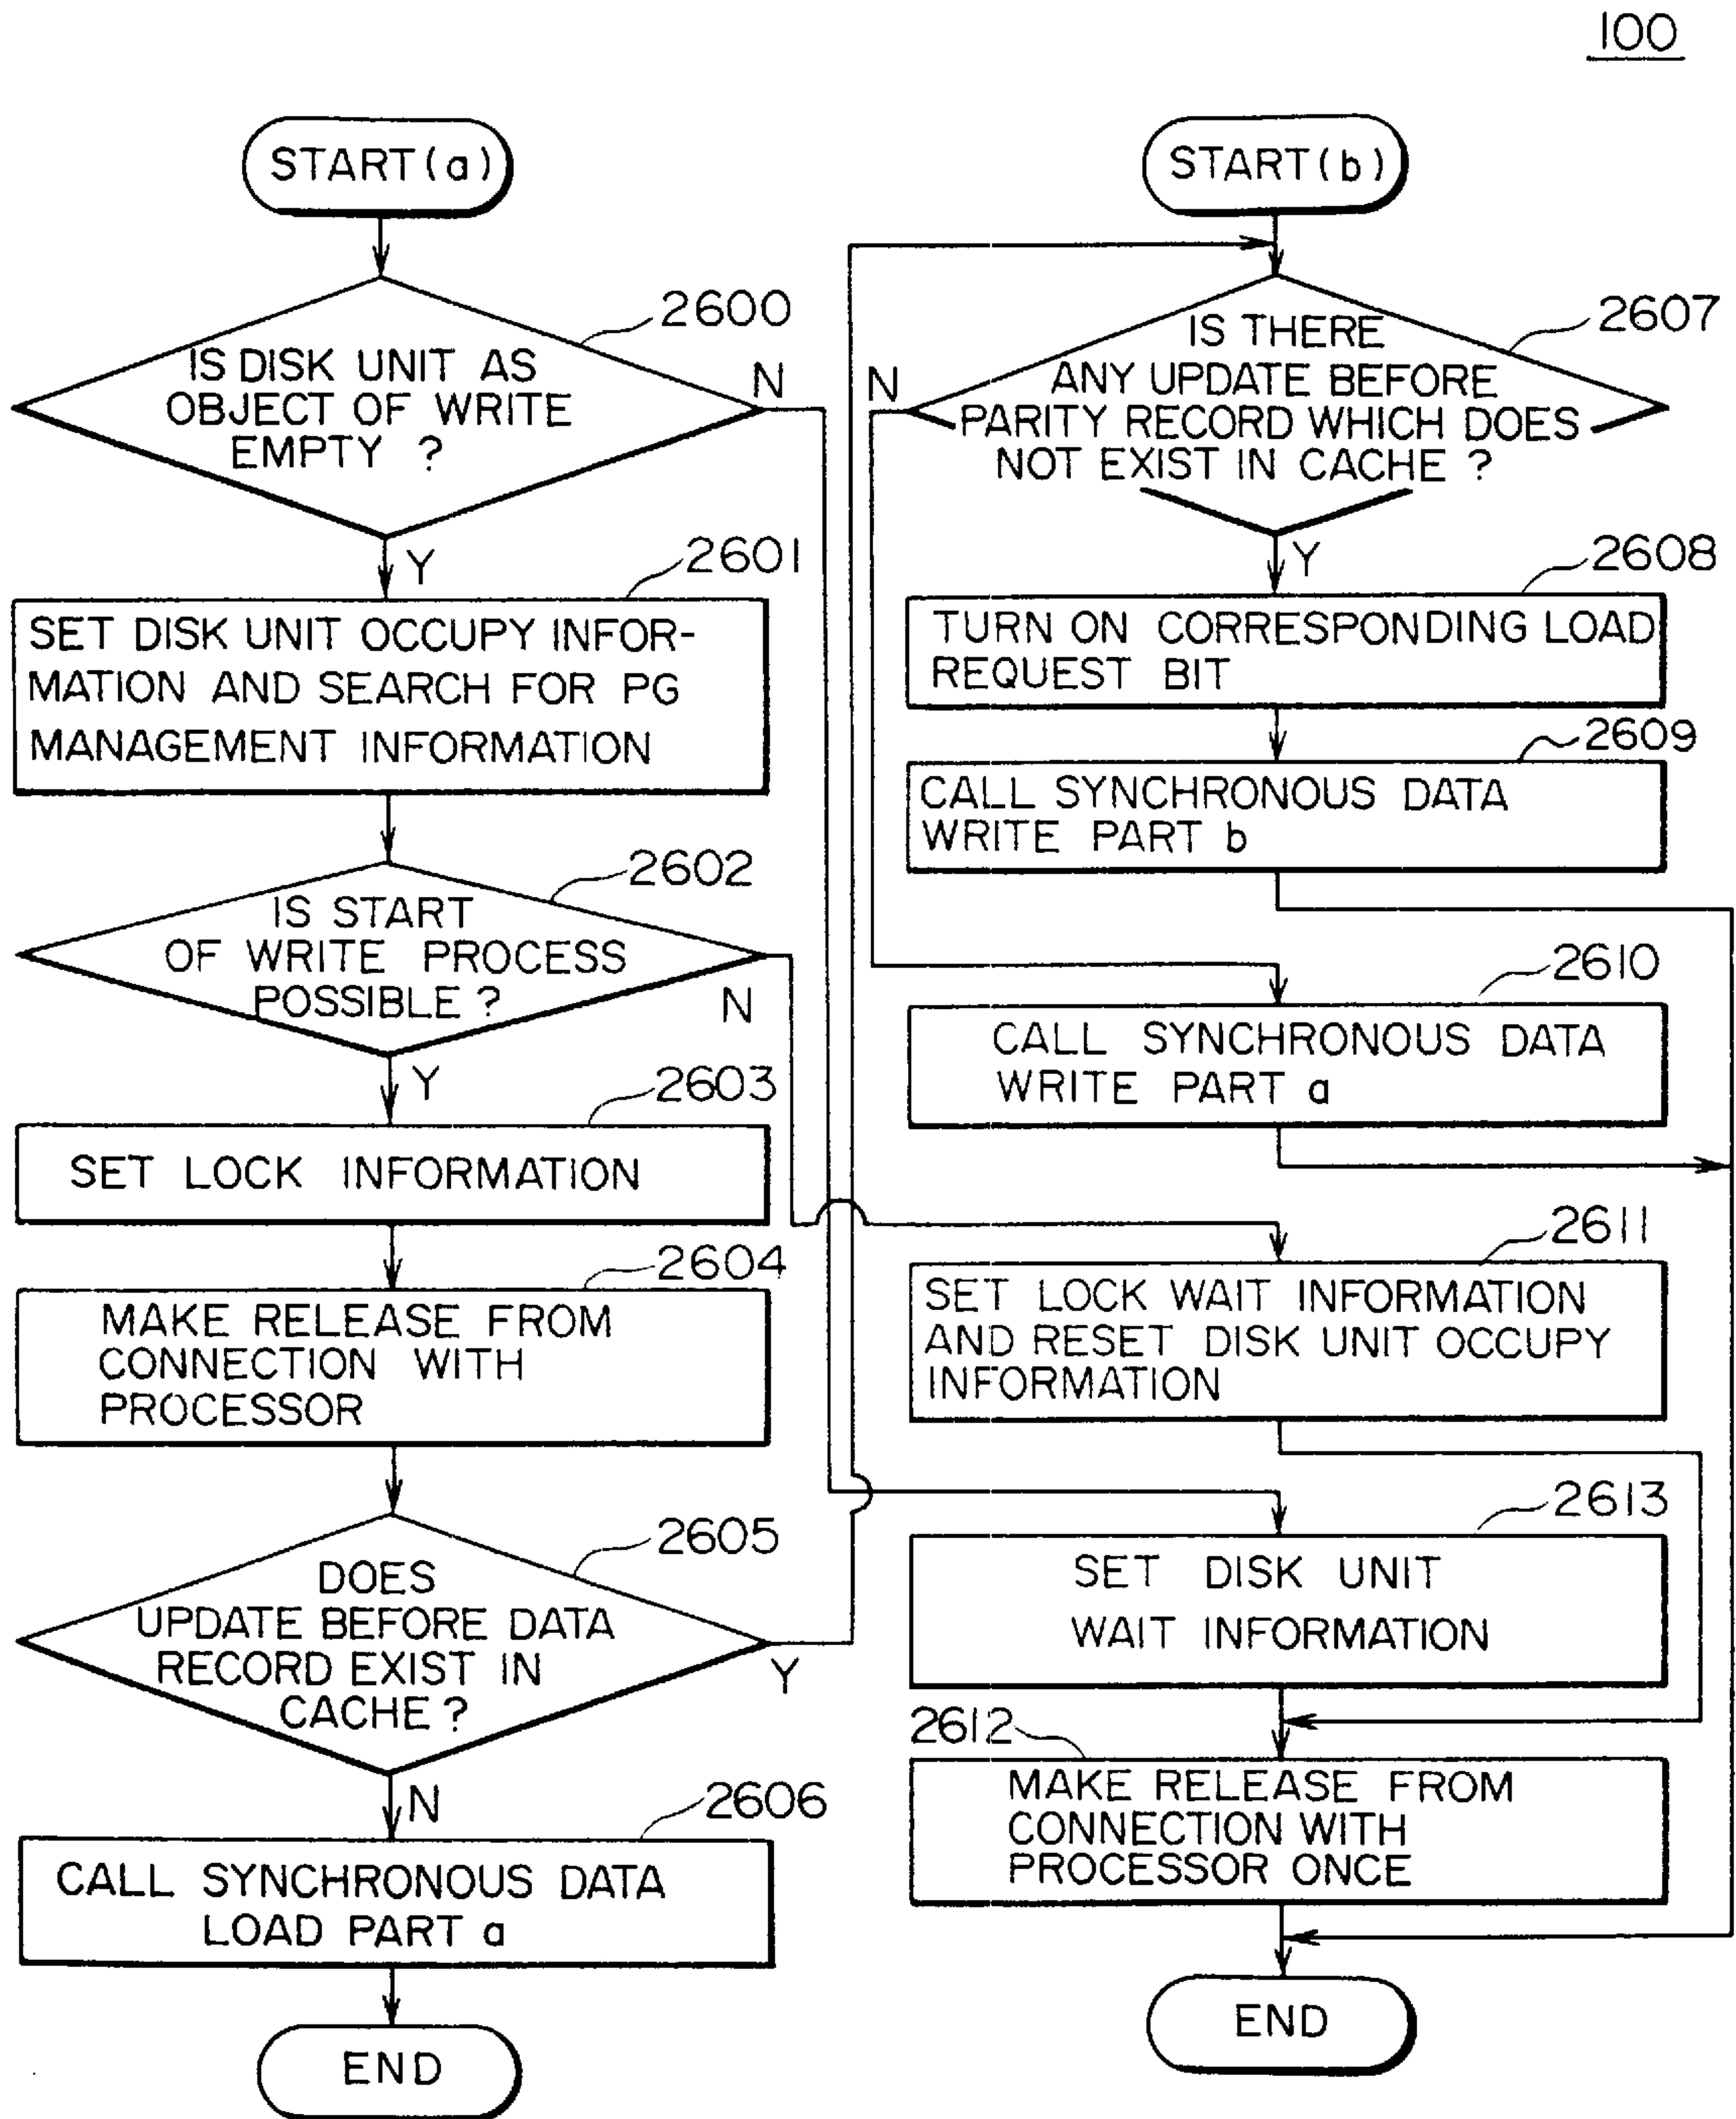 100
START(a)
2600
IS DISK UNIT AS
OBJECT OF WRITE
EMPTY ?
N
Y
2601
SET DISK UNIT OCCUPY INFOR-
MATION AND SEARCH FOR PG
MANAGEMENT INFORMATION
2602
IS START
OF WRITE PROCESS
POSSIBLE ?
N
Y
2603
SET LOCK INFORMATION
2604
MAKE RELEASE FROM
CONNECTION WITH
PROCESSOR
2605
DOES
UPDATE BEFORE DATA
RECORD EXIST IN
CACHE ?
Y
N
2606
CALL SYNCHRONOUS DATA
LOAD PART a
END
START(b)
2607
IS THERE
ANY UPDATE BEFORE
PARITY RECORD WHICH DOES
NOT EXIST IN CACHE ?
N
Y
2608
TURN ON CORRESPONDING LOAD
REQUEST BIT
2609
CALL SYNCHRONOUS DATA
WRITE PART b
2610
CALL SYNCHRONOUS DATA
WRITE PART a
2611
SET LOCK WAIT INFORMATION
AND RESET DISK UNIT OCCUPY
INFORMATION
2613
SET DISK UNIT
WAIT INFORMATION
2612
MAKE RELEASE FROM
CONNECTION WITH
PROCESSOR ONCE
END